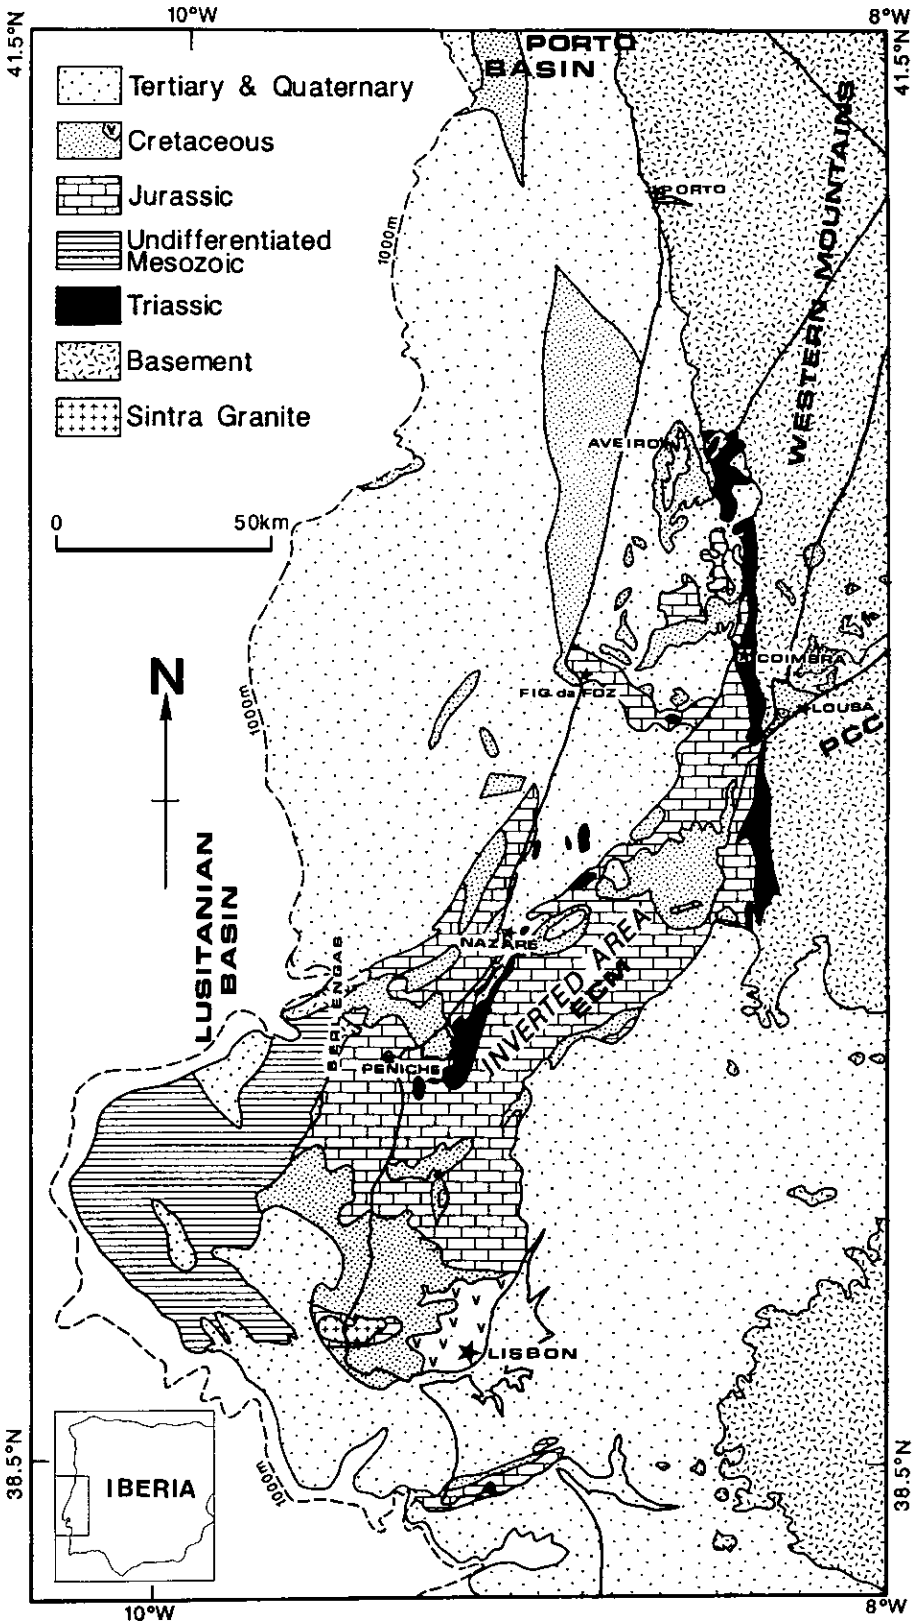 10°W
8°W
41.5°N
41.5°N
PORTO
BASIN
Tertiary & Quaternary
v
Cretaceous
Jurassic
Undifferentiated
Mesozoic
Triassic
Basement
Sintra Granite
0 50km
WESTERN MOUNTAINS
PORTO
1000m
AVEIRO
N
COIMBRA
FIG. da FOZ
LOUSA
PCC
1000m
LUSITANIAN
BASIN
NAZARE
BERLENGAS
INVERTED AREA
ECM
PENICHE
v v v v v v v v v
LISBON
IBERIA
1000m
38.5°N
38.5°N
10°W
8°W